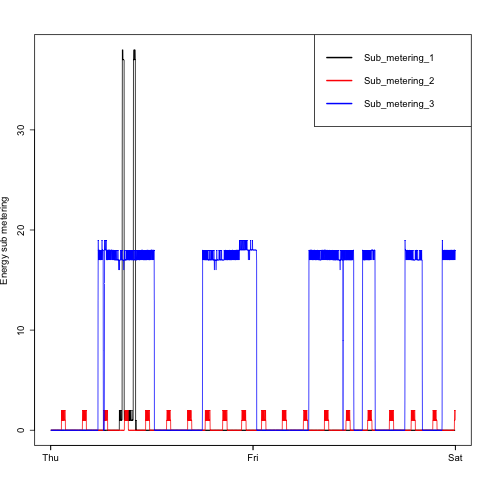 Sub_metering_1
Sub_metering_2
Sub_metering_3
Energy sub metering
30
20
10
0
Thu
Fri
Sat